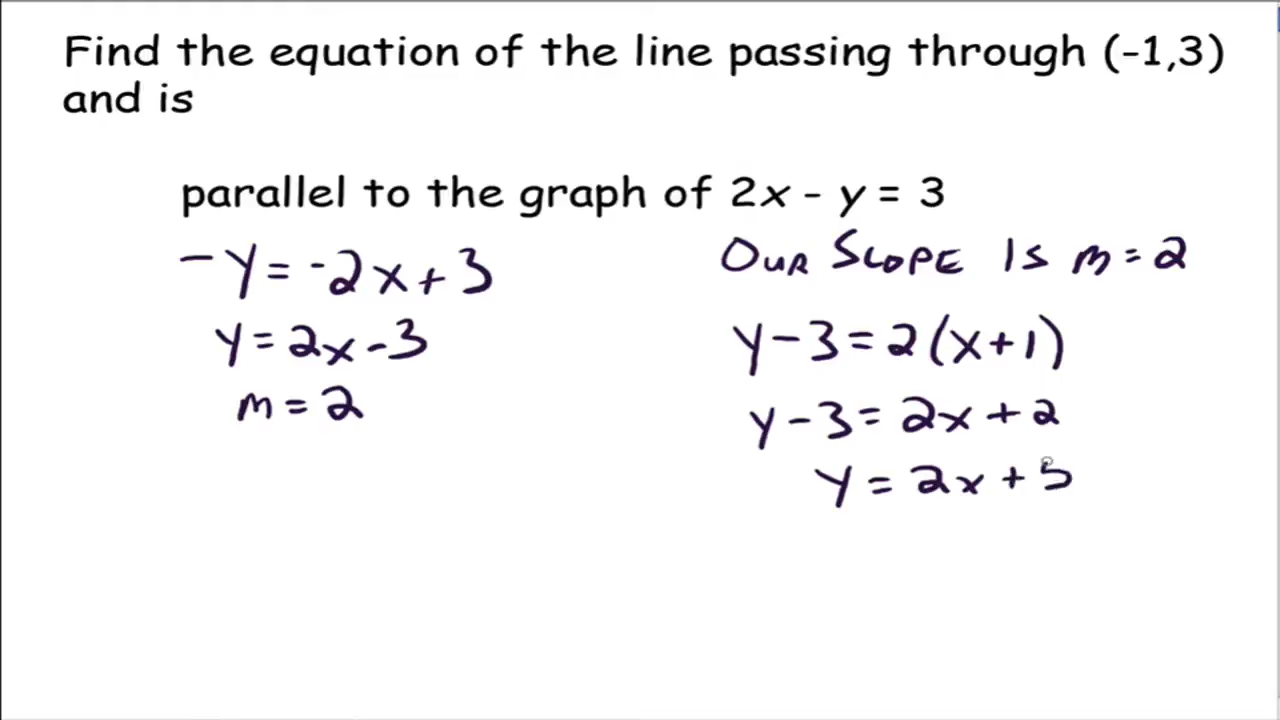 Find the equation of the line passing through (-1,3)
and is
parallel to the graph of 2x - y = 3
-y = -2x + 3
y = 2x - 3
m = 2
OUR SLOPE IS m = 2
y - 3 = 2(x + 1)
y - 3 = 2x + 2
y = 2x + 5